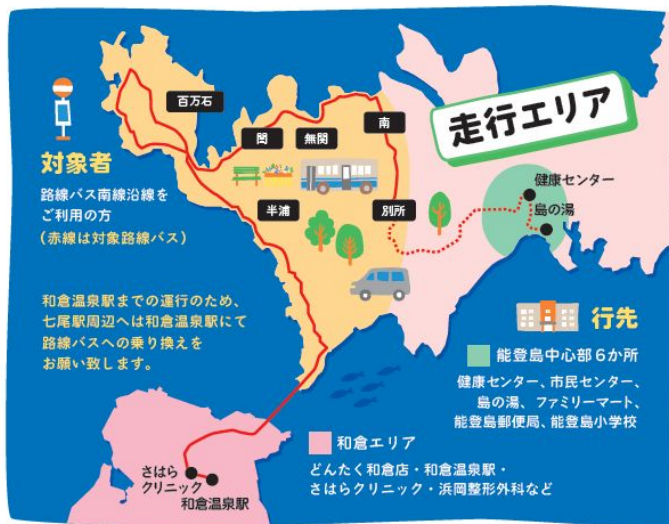 走行エリア
百万石
閨
無関
南
半浦
別所
健康センター
島の湯
対象者
路線バス南線沿線を
ご利用の方
(赤線は対象路線バス)
和倉温泉駅までの運行のため、
七尾駅周辺へは和倉温泉駅にて
路線バスへの乗り換えを
お願い致します。
行先
能登島中心部6か所
健康センター、市民センター、
島の湯、ファミリーマート、
能登島郵便局、能登島小学校
和倉エリア
どんたく和倉店・和倉温泉駅・
さはらクリニック・浜岡整形外科など
さはら
クリニック
和倉温泉駅